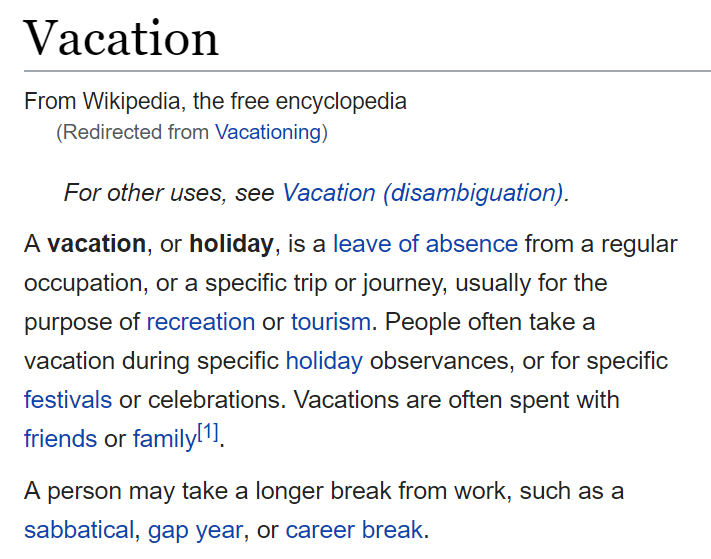 Vacation
From Wikipedia, the free encyclopedia
(Redirected from Vacationing)
For other uses, see Vacation (disambiguation).
A vacation, or holiday, is a leave of absence from a regular
occupation, or a specific trip or journey, usually for the
purpose of recreation or tourism. People often take a
vacation during specific holiday observances, or for specific
festivals or celebrations. Vacations are often spent with
friends or family[1].
A person may take a longer break from work, such as a
sabbatical, gap year, or career break.